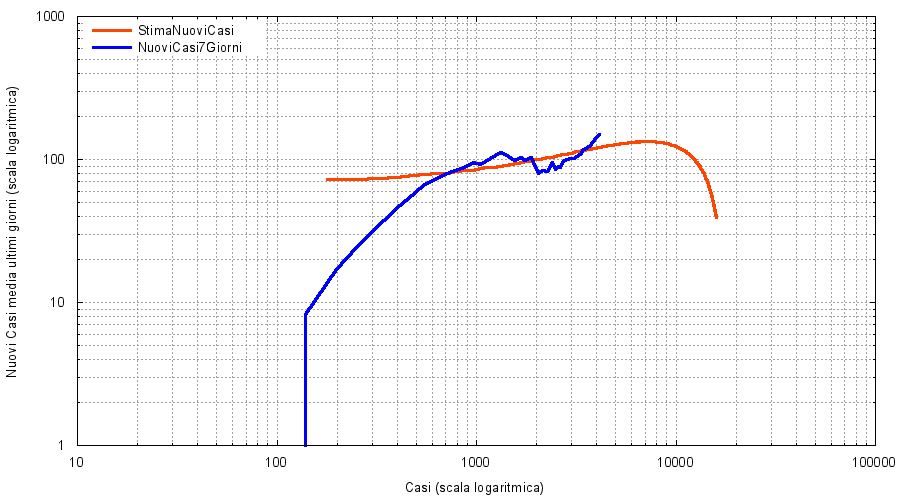 1000
StimaNuoviCasi
NuoviCasi7Giorni
Nuovi Casi media ultimi giorni (scala logaritmica)
100
10
1
10
100
1000
10000
100000
Casi (scala logaritmica)